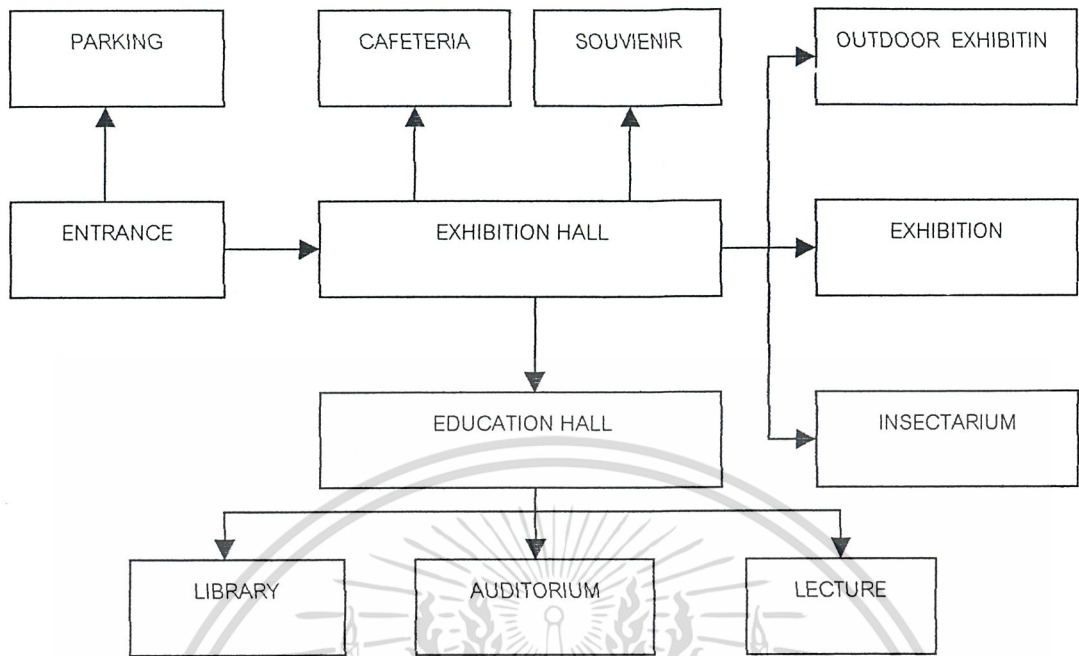 PARKING
CAFETERIA
SOUVIENIR
OUTDOOR EXHIBITIN
ENTRANCE
EXHIBITION HALL
EXHIBITION
EDUCATION HALL
INSECTARIUM
LIBRARY
AUDITORIUM
LECTURE